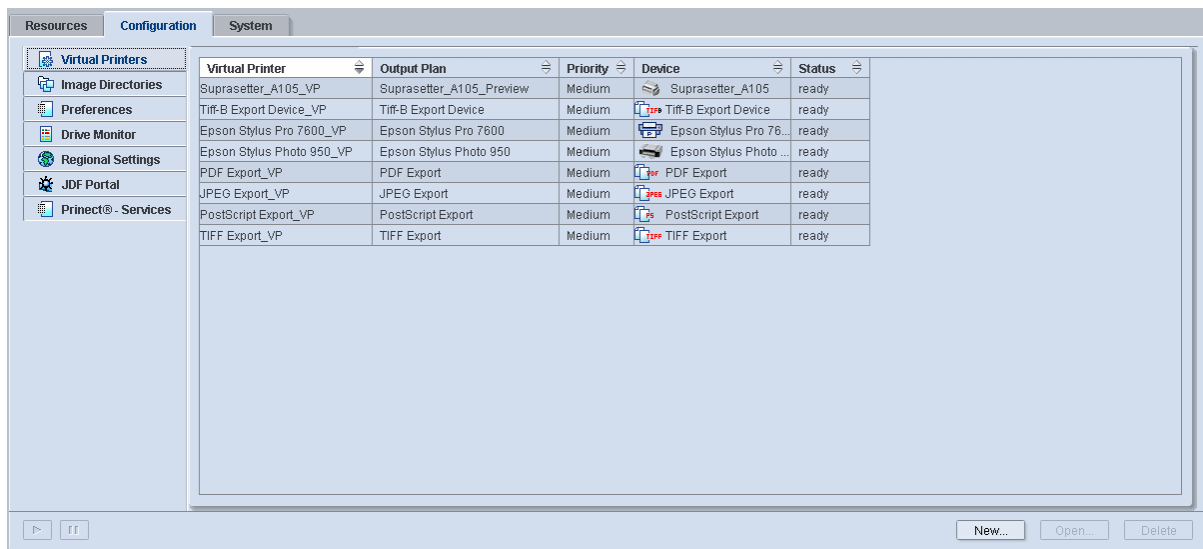 Resources Configuration System
Virtual Printers
Image Directories
Preferences
Drive Monitor
Regional Settings
JDF Portal
Prinect® - Services
Virtual Printer Output Plan Priority Device Status
Suprasetter_A105_VP Suprasetter_A105_Preview Medium Suprasetter_A105 ready
Tiff-B Export Device_VP Tiff-B Export Device Medium TIFB Tiff-B Export Device ready
Epson Stylus Pro 7600_VP Epson Stylus Pro 7600 Medium P Epson Stylus Pro 76... ready
Epson Stylus Photo 950_VP Epson Stylus Photo 950 Medium Epson Stylus Photo ... ready
PDF Export_VP PDF Export Medium PDF PDF Export ready
JPEG Export_VP JPEG Export Medium JPEG JPEG Export ready
PostScript Export_VP PostScript Export Medium PS PostScript Export ready
TIFF Export_VP TIFF Export Medium TIFF TIFF Export ready
New... Open... Delete